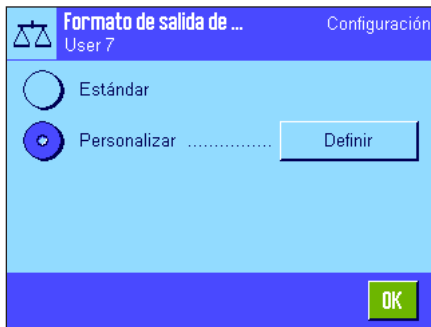 Formato de salida de ...
Configuración
User 7
Estándar
Personalizar ................ Definir
OK